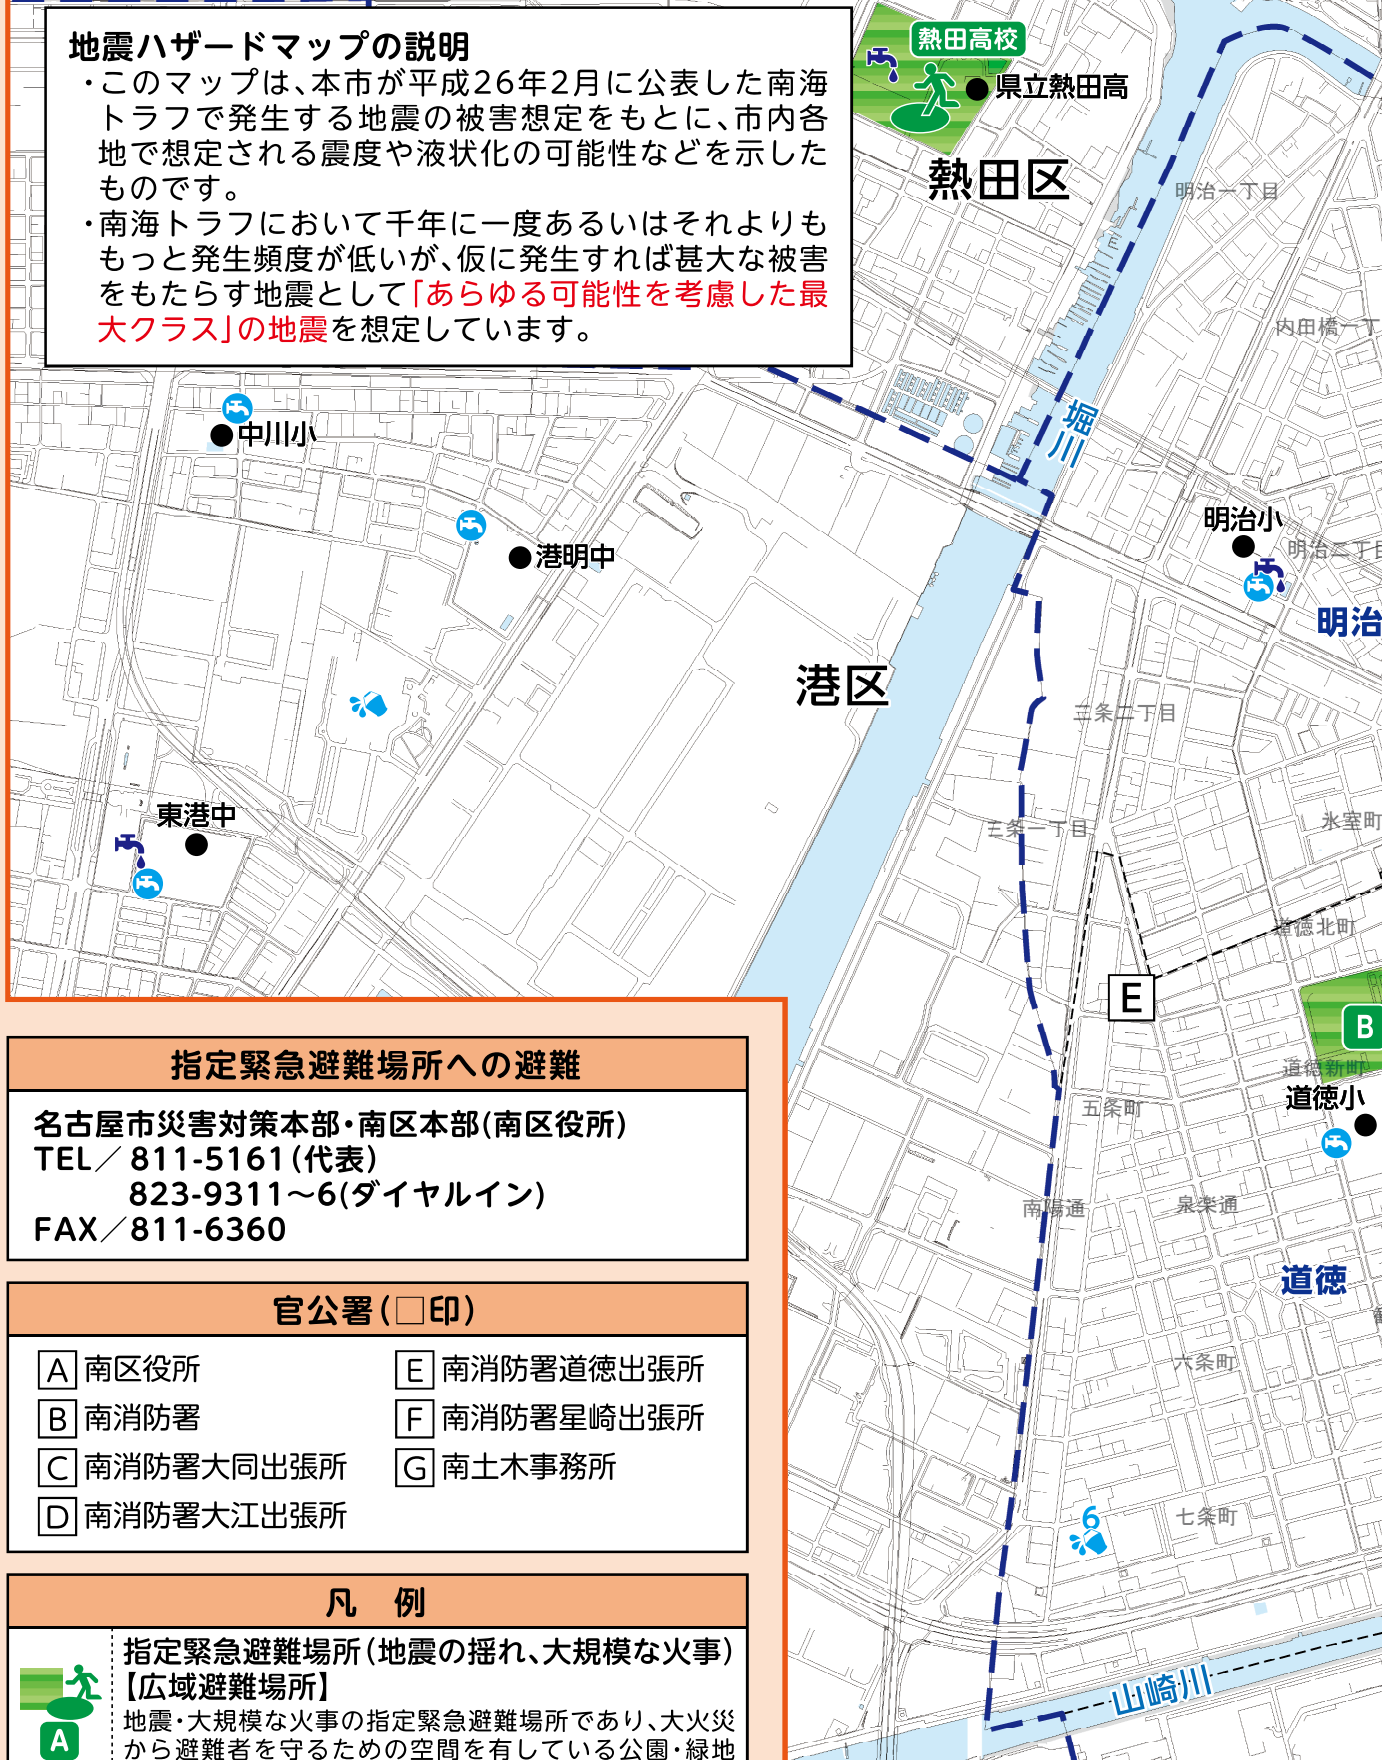 地震ハザードマップの説明
・このマップは、本市が平成26年2月に公表した南海
トラフで発生する地震の被害想定をもとに、市内各
地で想定される震度や液状化の可能性などを示した
ものです。
・南海トラフにおいて千年に一度あるいはそれよりも
もっと発生頻度が低いが、仮に発生すれば甚大な被害
をもたらす地震として「あらゆる可能性を考慮した最
大クラス」の地震を想定しています。
熱田高校
県立熱田高
熱田区
明治一丁目
内田橋一丁
堀川
中川小
港明中
明治小
明治二丁目
明治
港区
三条二丁目
東港中
三条一丁目
氷室町
道徳北町
E
B
道徳新町
道徳小
五条町
南陽通
泉楽通
道徳
六条町
七条町
6
山崎川
指定緊急避難場所への避難
名古屋市災害対策本部・南区本部(南区役所)
TEL／811-5161(代表)
823-9311～6(ダイヤルイン)
FAX／811-6360
官公署(□印)
A 南区役所
B 南消防署
C 南消防署大同出張所
D 南消防署大江出張所
E 南消防署道徳出張所
F 南消防署星崎出張所
G 南土木事務所
凡　例
指定緊急避難場所(地震の揺れ、大規模な火事)
【広域避難場所】
A
地震・大規模な火事の指定緊急避難場所であり、大火災
から避難者を守るための空間を有している公園・緑地